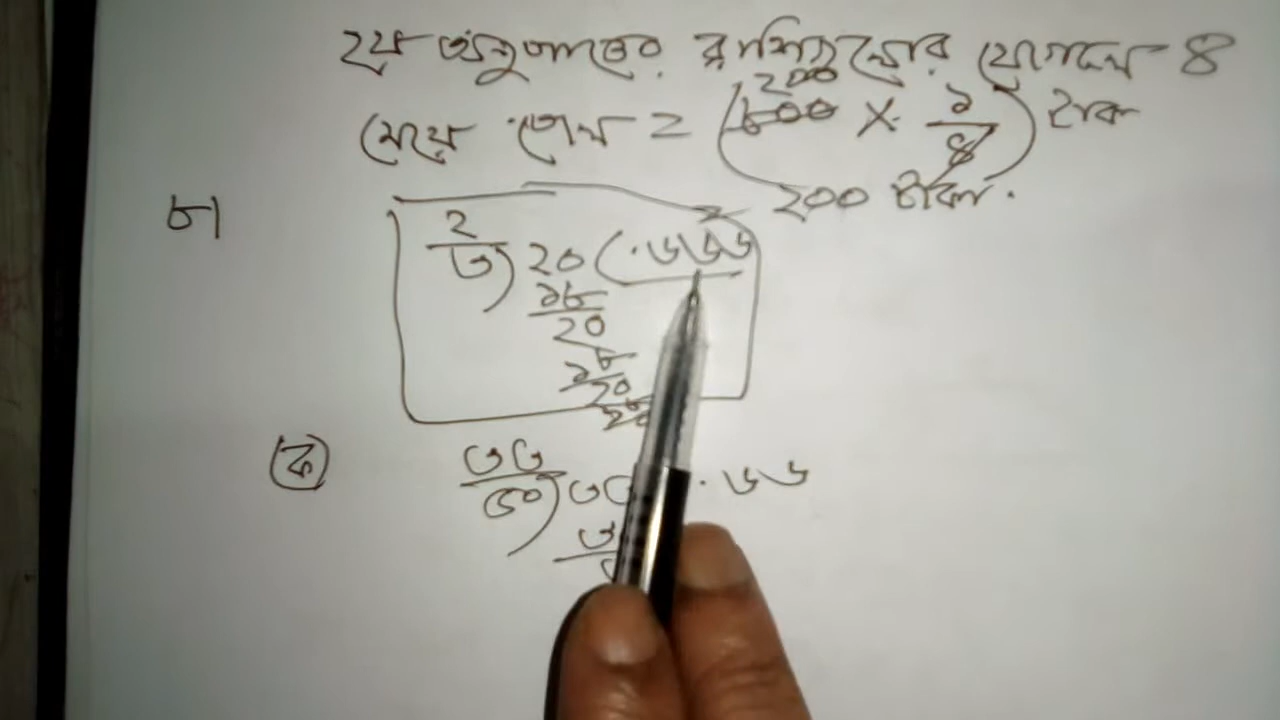 ২য় অনুপাতের রাশিগুলোর যোগফল = ৪
২০০
মেয়ে পেল = (৮০০ × ১/৪) টাকা
= ২০০ টাকা.
৮। ২/৩) ২০ ( .৬৬৬
১৮
২০
১৮
২০
১৮
(ক) ৩৩/৫০) ৩৩ .৬৬